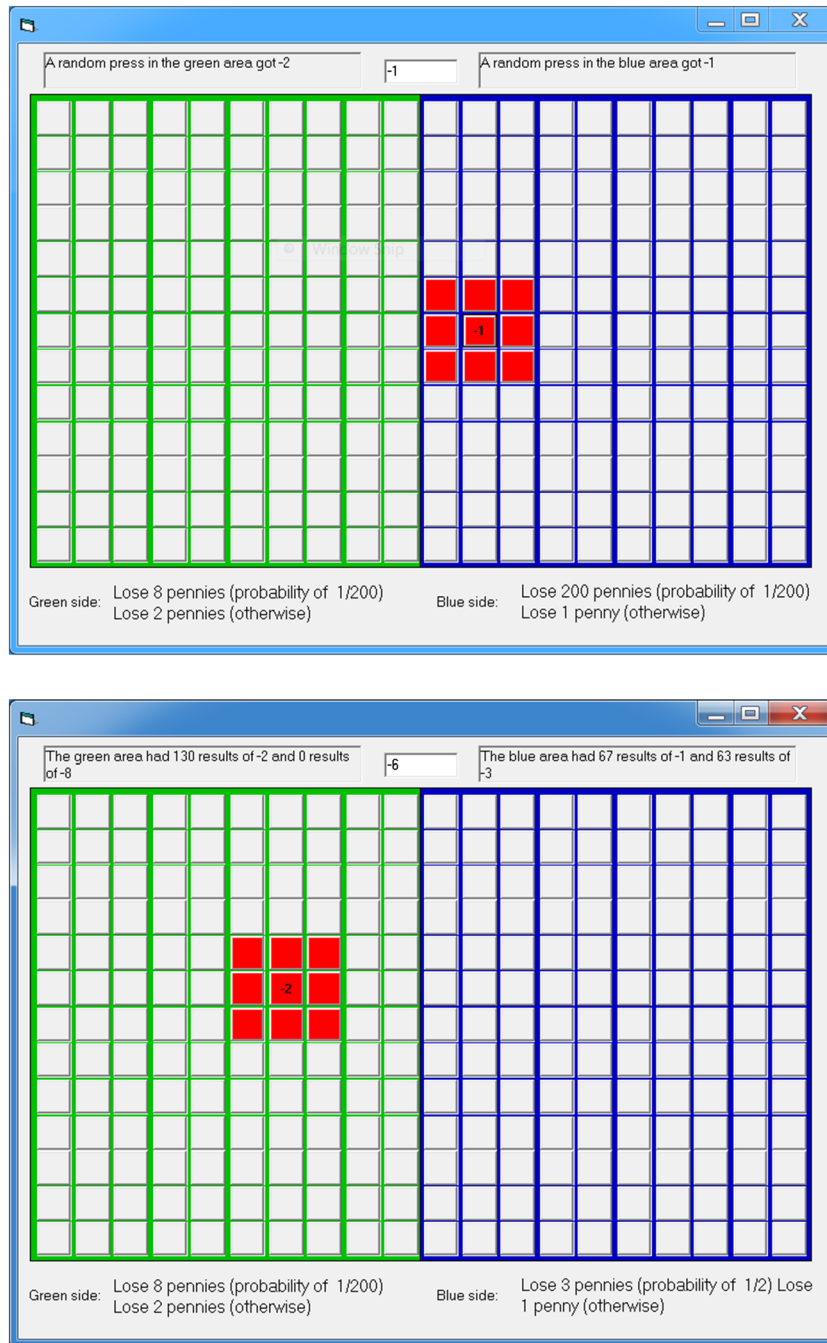 A random press in the green area got -2
-1
A random press in the blue area got -1
© Window Snip
-1
Green side:
Lose 8 pennies (probability of 1/200)
Lose 2 pennies (otherwise)
Blue side:
Lose 200 pennies (probability of 1/200)
Lose 1 penny (otherwise)
The green area had 130 results of -2 and 0 results
of -8
-6
The blue area had 67 results of -1 and 63 results of
-3
-2
Green side:
Lose 8 pennies (probability of 1/200)
Lose 2 pennies (otherwise)
Blue side:
Lose 3 pennies (probability of 1/2) Lose
1 penny (otherwise)